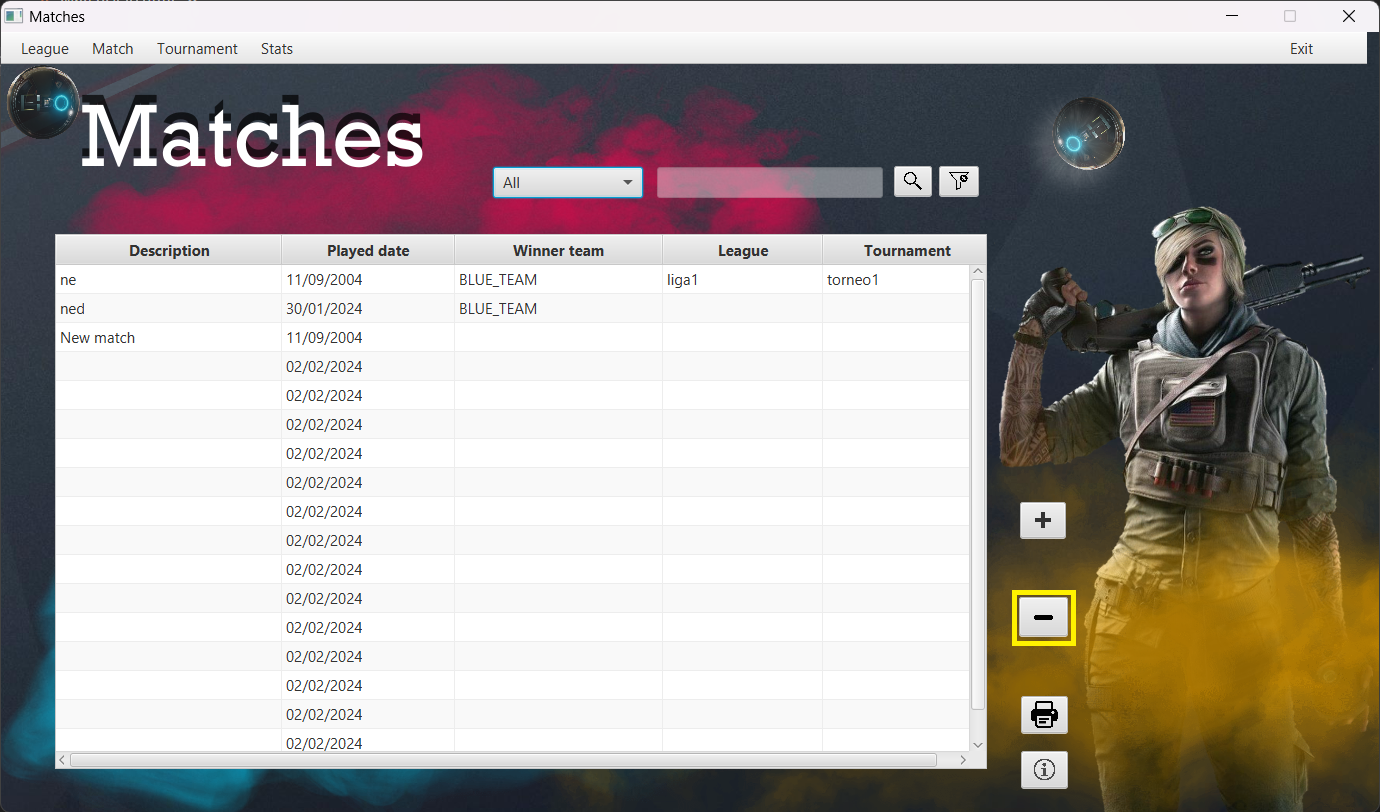 Matches
League Match Tournament Stats Exit
Matches
All
Description Played date Winner team League Tournament
ne 11/09/2004 BLUE_TEAM liga1 torneo1
ned 30/01/2024 BLUE_TEAM
New match 11/09/2004
02/02/2024
02/02/2024
02/02/2024
02/02/2024
02/02/2024
02/02/2024
02/02/2024
02/02/2024
02/02/2024
02/02/2024
02/02/2024
02/02/2024
02/02/2024
02/02/2024